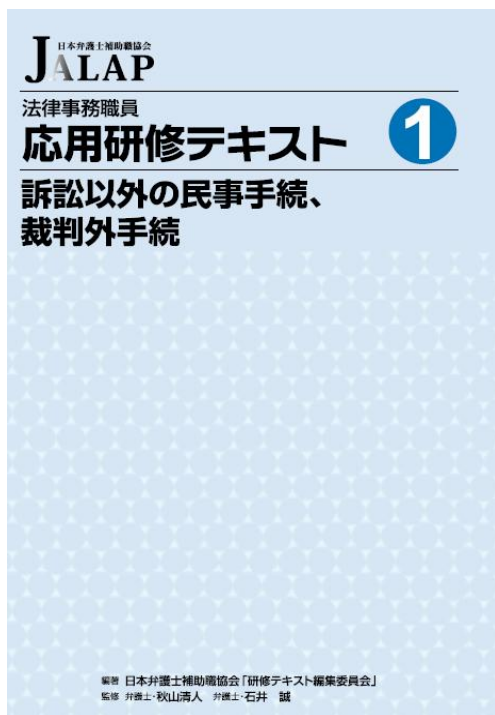 日本弁護士補助職協会
JALAP
法律事務職員
応用研修テキスト 1
訴訟以外の民事手続、
裁判外手続
編著 日本弁護士補助職協会「研修テキスト編集委員会」
監修 弁護士・秋山清人 弁護士・石井 誠